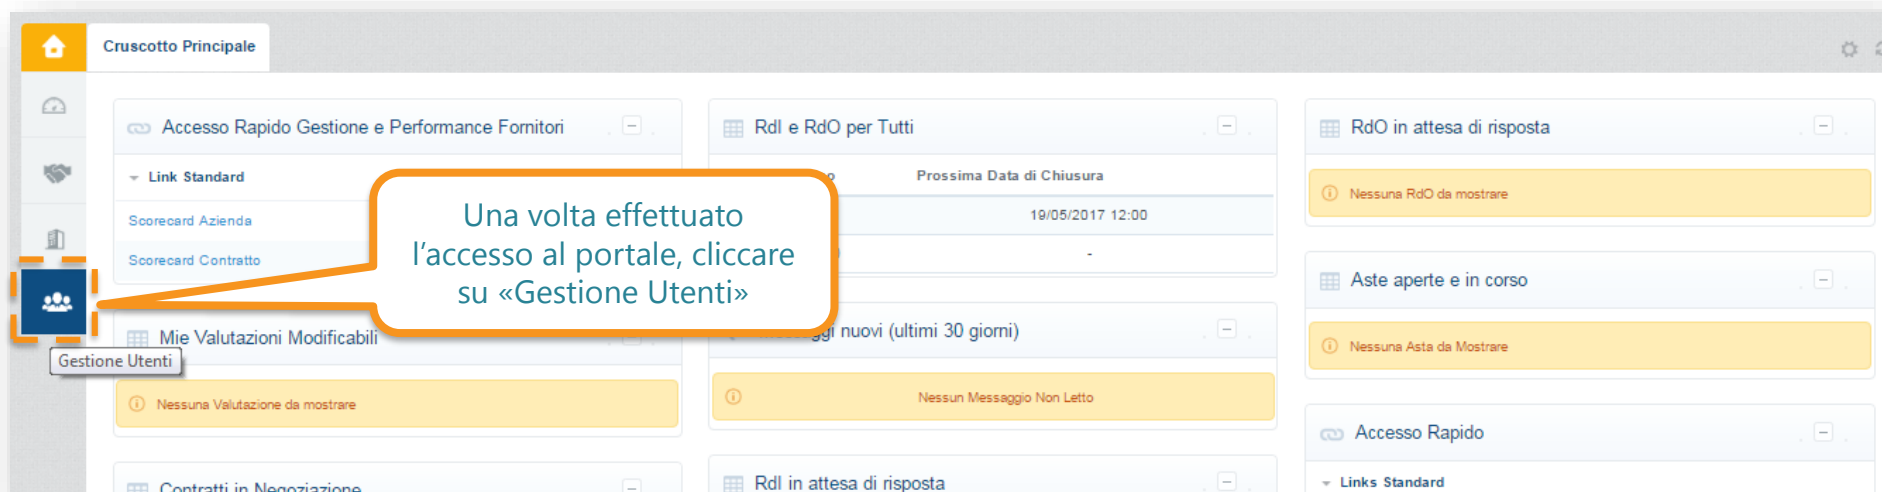 Cruscotto Principale
Accesso Rapido Gestione e Performance Fornitori
Link Standard
Scorecard Azienda
Scorecard Contratto
Una volta effettuato
l'accesso al portale, cliccare
su «Gestione Utenti»
Gestione Utenti
Mie Valutazioni Modificabili
Nessuna Valutazione da mostrare
Contratti in Negoziazione
RdI e RdO per Tutti
Prossima Data di Chiusura
19/05/2017 12:00
-
nuovi (ultimi 30 giorni)
Nessun Messaggio Non Letto
RdI in attesa di risposta
RdO in attesa di risposta
Nessuna RdO da mostrare
Aste aperte e in corso
Nessuna Asta da Mostrare
Accesso Rapido
Links Standard